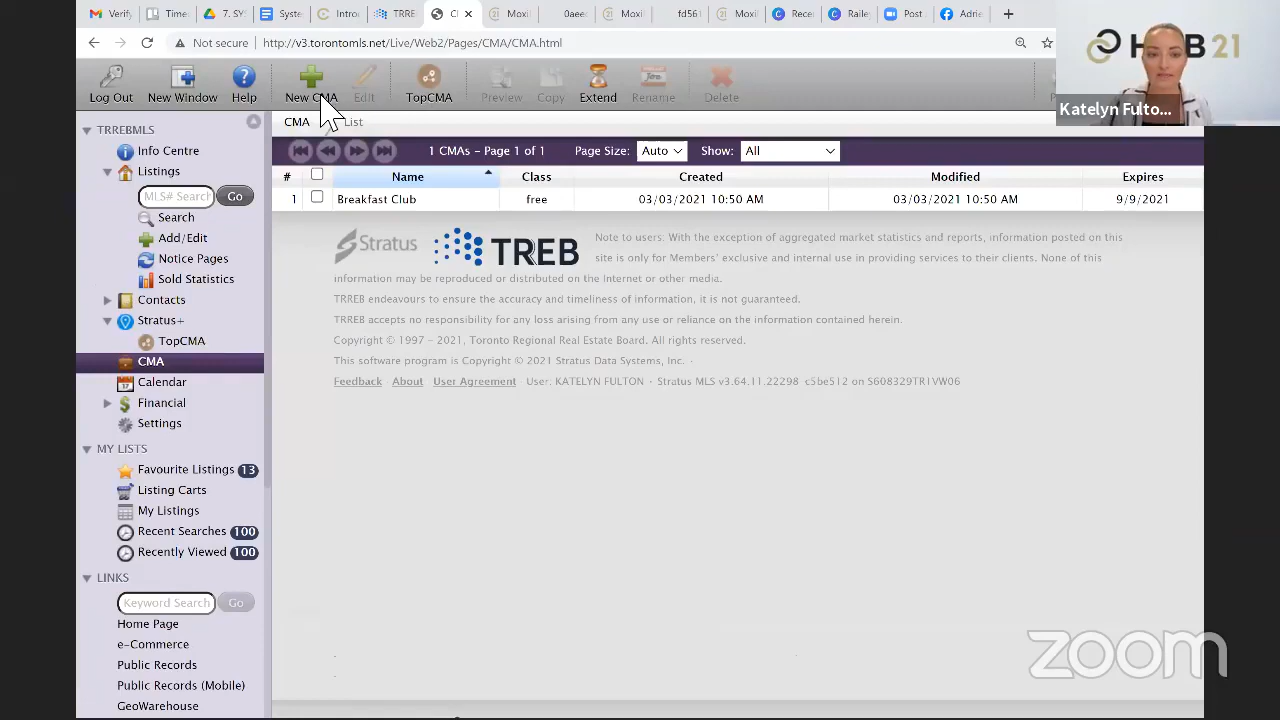 Verify
Time
7. SY
Syste
Introd
TRRE
C
Moxi
0aee
Moxi
fd561
Moxi
Rece
Railey
Post
Adrie
Not secure
http://v3.torontomls.net/Live/Web2/Pages/CMA/CMA.html
HUB 21
Katelyn Fulto...
Log Out
New Window
Help
New CMA
Edit
TopCMA
Preview
Copy
Extend
Rename
Delete
CMA
List
TRREBMLS
Info Centre
Listings
MLS# Search
Go
Search
Add/Edit
Notice Pages
Sold Statistics
Contacts
Stratus+
TopCMA
CMA
Calendar
Financial
Settings
MY LISTS
Favourite Listings 13
Listing Carts
My Listings
Recent Searches 100
Recently Viewed 100
LINKS
Keyword Search
Go
Home Page
e-Commerce
Public Records
Public Records (Mobile)
GeoWarehouse
1 CMAs - Page 1 of 1
Page Size: Auto
Show: All
# Name Class Created Modified Expires
1 Breakfast Club free 03/03/2021 10:50 AM 03/03/2021 10:50 AM 9/9/2021
Stratus
TREB
Note to users: With the exception of aggregated market statistics and reports, information posted on this
site is only for Members' exclusive and internal use in providing services to their clients. None of this
information may be reproduced or distributed on the Internet or other media.
TRREB endeavours to ensure the accuracy and timeliness of information, it is not guaranteed.
TRREB accepts no responsibility for any loss arising from any use or reliance on the information contained herein.
Copyright © 1997 - 2021, Toronto Regional Real Estate Board. All rights reserved.
This software program is Copyright © 2021 Stratus Data Systems, Inc. -
Feedback About User Agreement - User: KATELYN FULTON - Stratus MLS v3.64.11.22298 c5be512 on S608329TR1VW06
zoom